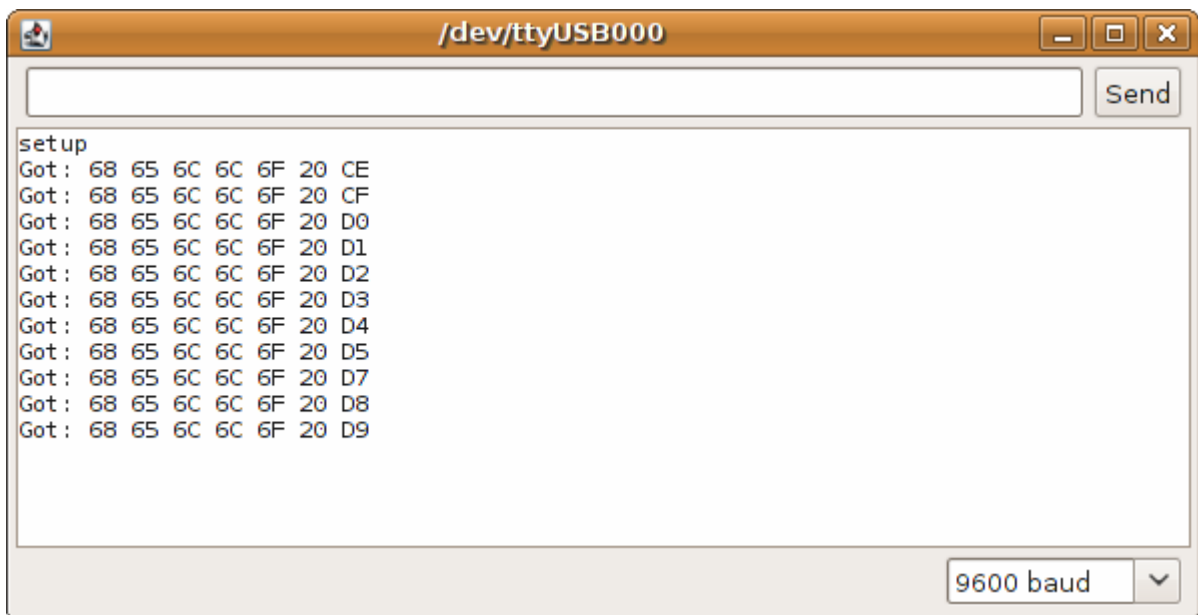 /dev/ttyUSB000
Send
setup
Got: 68 65 6C 6C 6F 20 CE
Got: 68 65 6C 6C 6F 20 CF
Got: 68 65 6C 6C 6F 20 D0
Got: 68 65 6C 6C 6F 20 D1
Got: 68 65 6C 6C 6F 20 D2
Got: 68 65 6C 6C 6F 20 D3
Got: 68 65 6C 6C 6F 20 D4
Got: 68 65 6C 6C 6F 20 D5
Got: 68 65 6C 6C 6F 20 D7
Got: 68 65 6C 6C 6F 20 D8
Got: 68 65 6C 6C 6F 20 D9
9600 baud